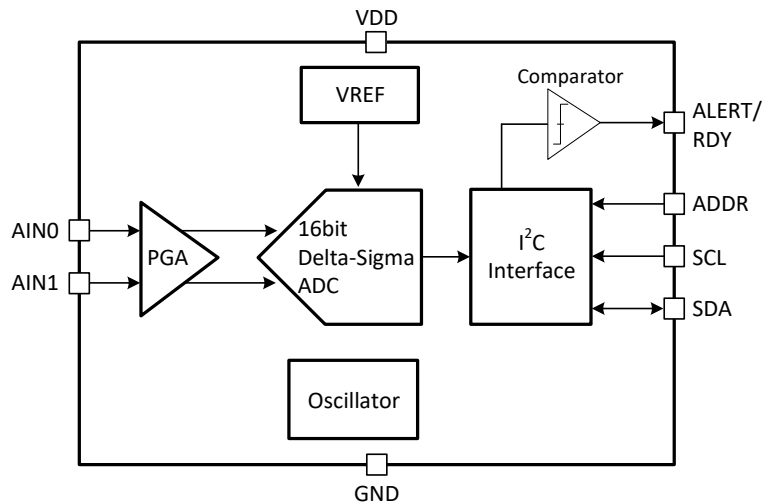 VDD
VREF
Comparator
ALERT/
RDY
AIN0
AIN1
PGA
16bit
Delta-Sigma
ADC
I²C
Interface
ADDR
SCL
SDA
Oscillator
GND